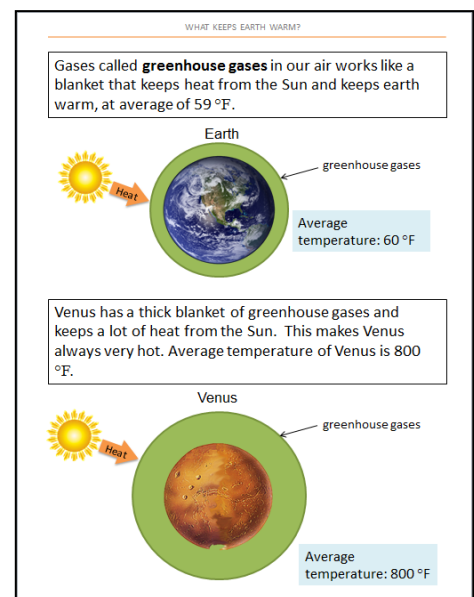 WHAT KEEPS EARTH WARM?
Gases called greenhouse gases in our air works like a
blanket that keeps heat from the Sun and keeps earth
warm, at average of 59 °F.
Earth
greenhouse gases
Heat
Average
temperature: 60 °F
Venus has a thick blanket of greenhouse gases and
keeps a lot of heat from the Sun. This makes Venus
always very hot. Average temperature of Venus is 800
°F.
Venus
greenhouse gases
Heat
Average
temperature: 800 °F